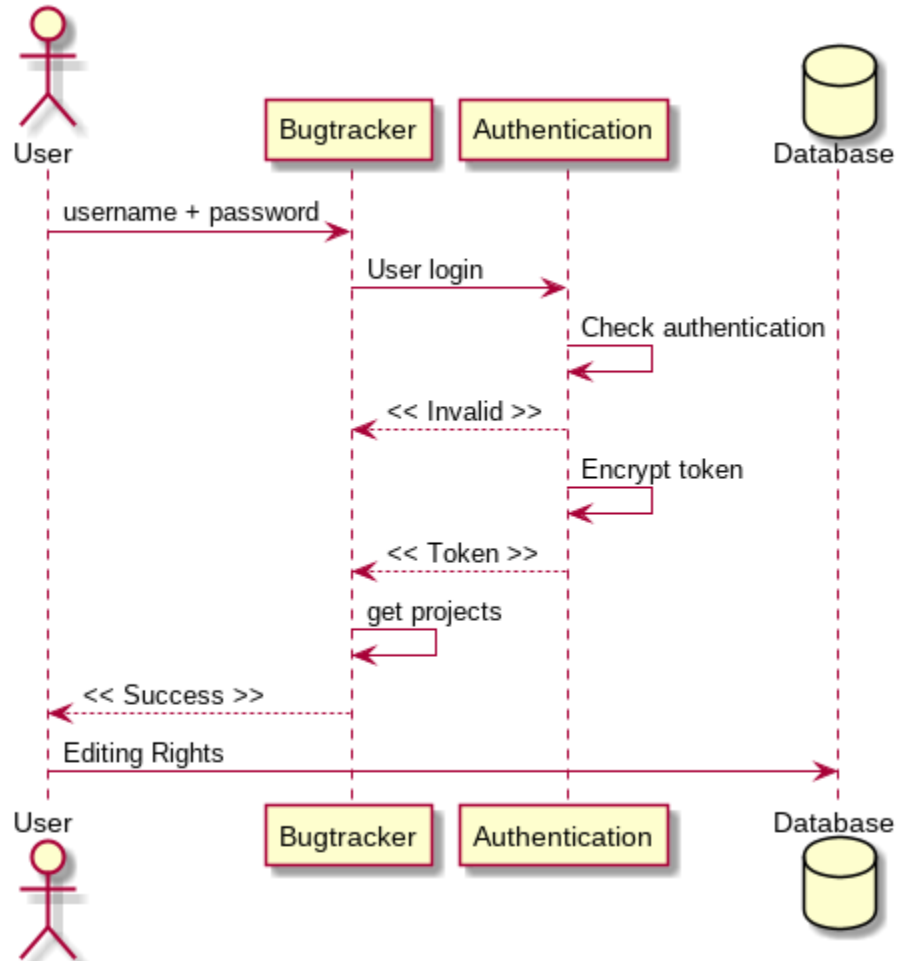 User
Bugtracker
Authentication
Database
username + password
User login
Check authentication
<< Invalid >>
Encrypt token
<< Token >>
get projects
<< Success >>
Editing Rights
User
Bugtracker
Authentication
Database